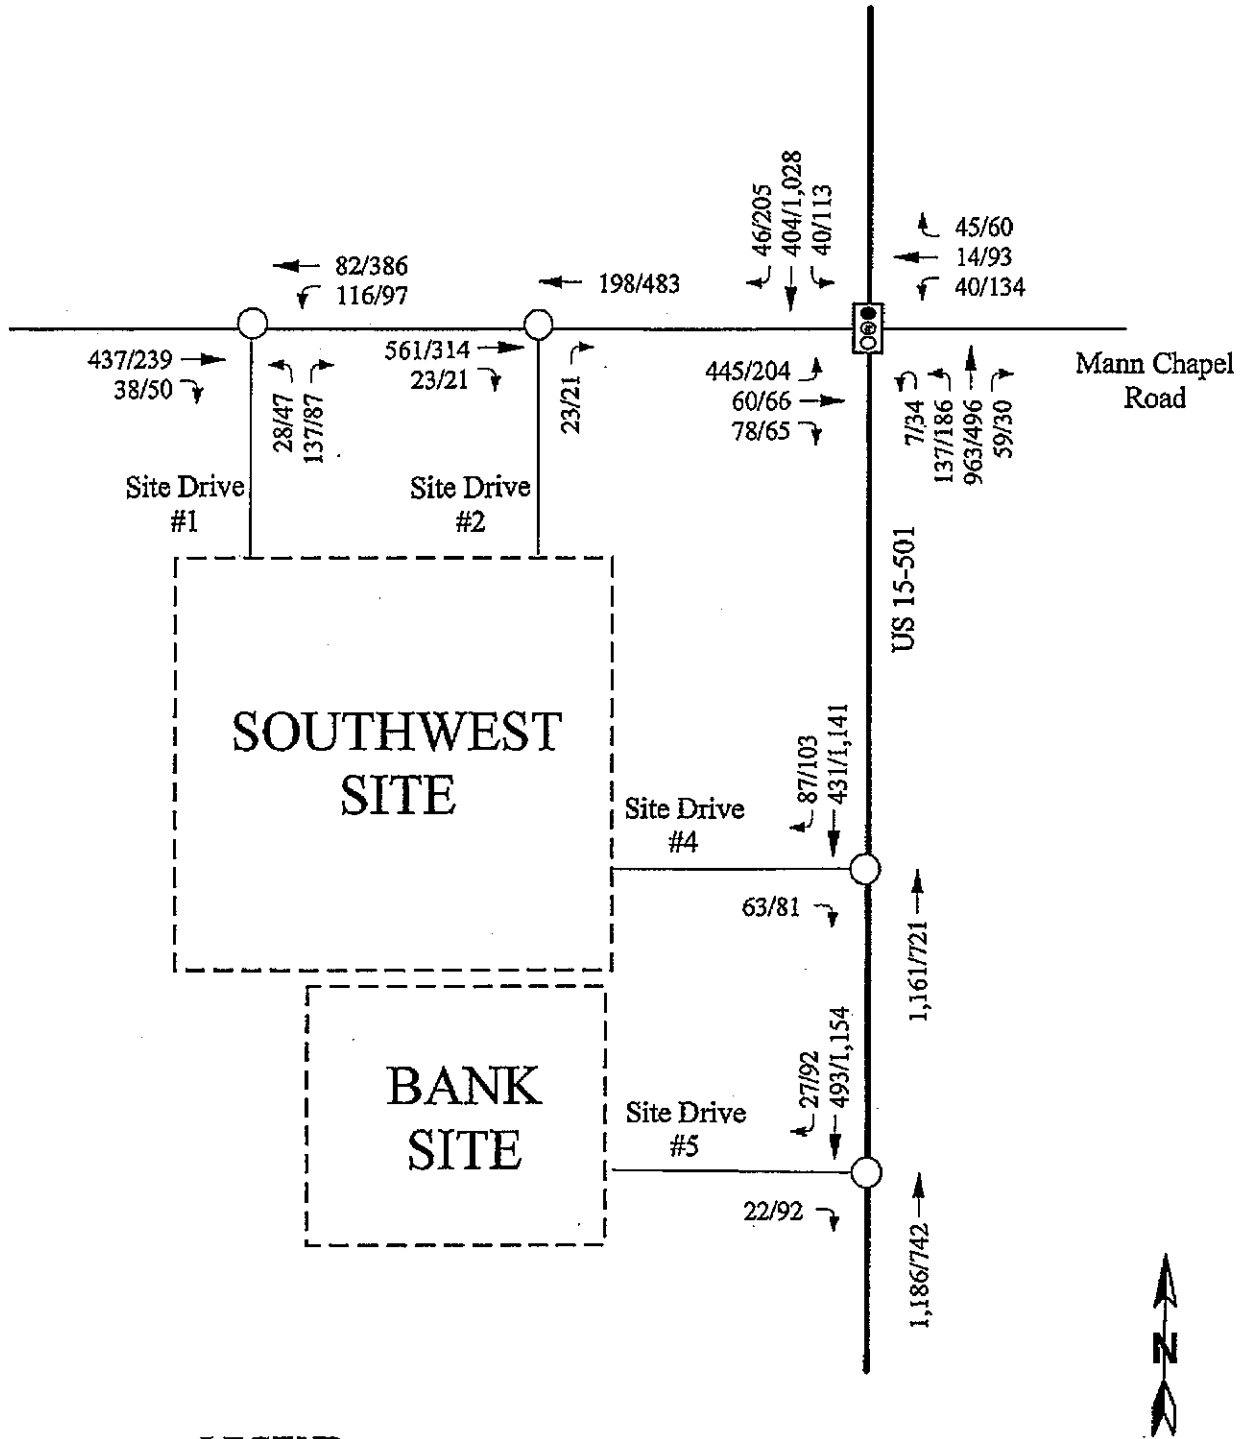 46/205
404/1,028
40/113
45/60
14/93
40/134
82/386
116/97
198/483
437/239
38/50
28/47
137/87
561/314
23/21
23/21
445/204
60/66
78/65
7/34
137/186
963/496
59/30
Mann Chapel
Road
Site Drive
#1
Site Drive
#2
US 15-501
SOUTHWEST
SITE
87/103
431/1,141
Site Drive
#4
63/81
1,161/721
BANK
SITE
27/92
493/1,154
Site Drive
#5
22/92
1,186/742
N